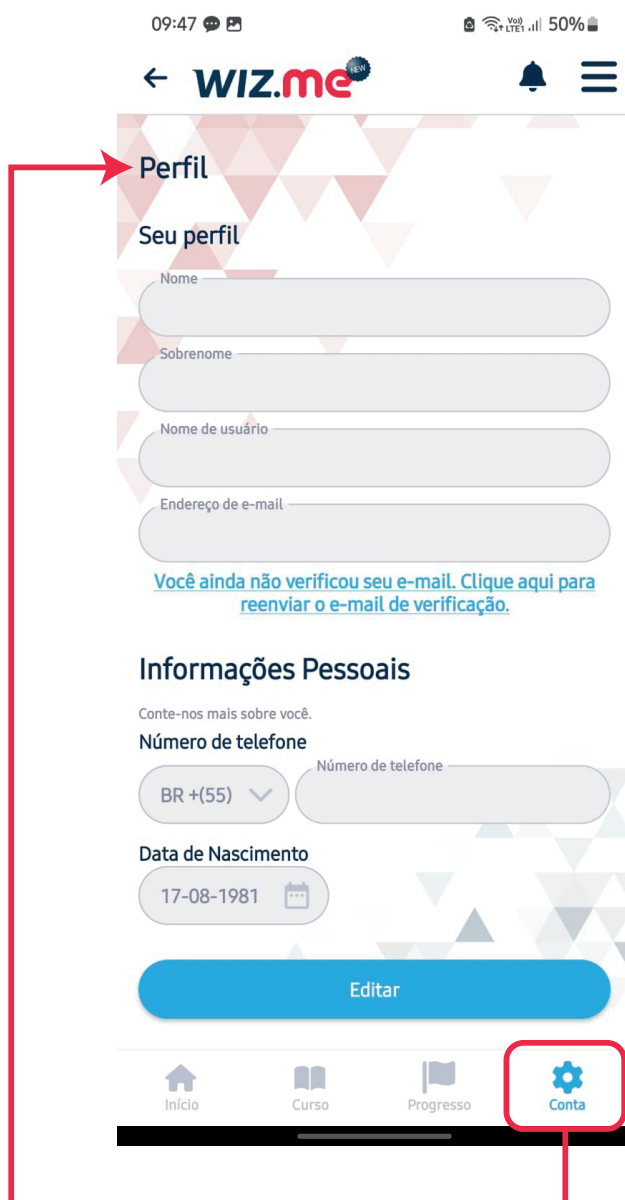 09:47
Vo)) LTE1 50%
WIZ.me NEW
Perfil
Seu perfil
Nome
Sobrenome
Nome de usuário
Endereço de e-mail
Você ainda não verificou seu e-mail. Clique aqui para
reenviar o e-mail de verificação.
Informações Pessoais
Conte-nos mais sobre você.
Número de telefone
BR +(55)
Número de telefone
Data de Nascimento
17-08-1981
Editar
Início Curso Progresso Conta